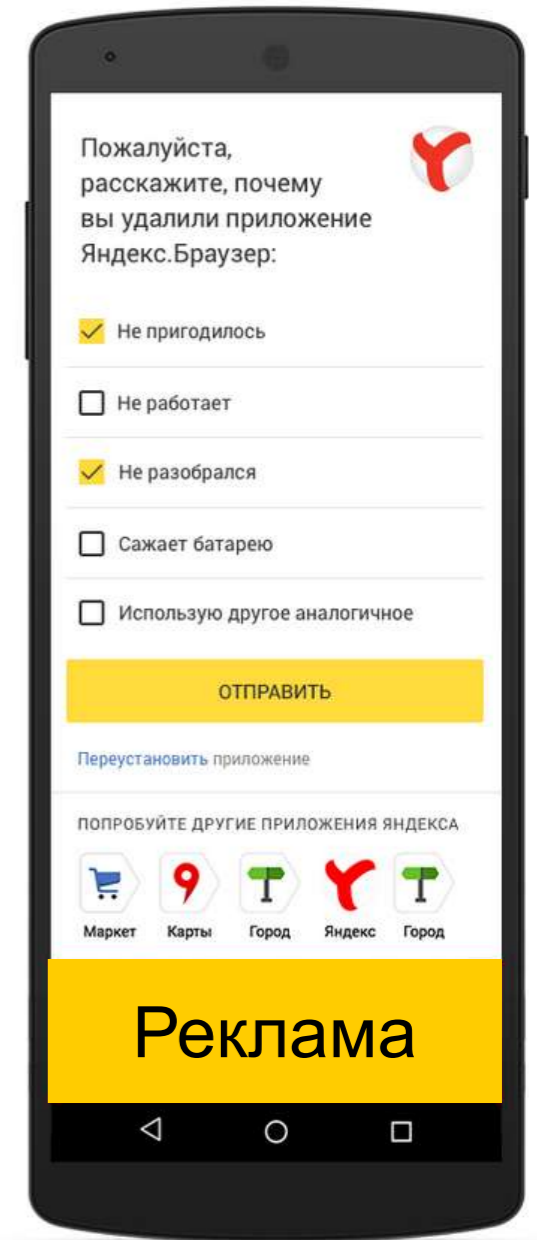 Пожалуйста,
расскажите, почему
вы удалили приложение
Яндекс.Браузер:
Не пригодилось
Не работает
Не разобрался
Сажает батарею
Использую другое аналогичное
ОТПРАВИТЬ
Переустановить приложение
ПОПРОБУЙТЕ ДРУГИЕ ПРИЛОЖЕНИЯ ЯНДЕКСА
Маркет Карты Город Яндекс Город
Реклама